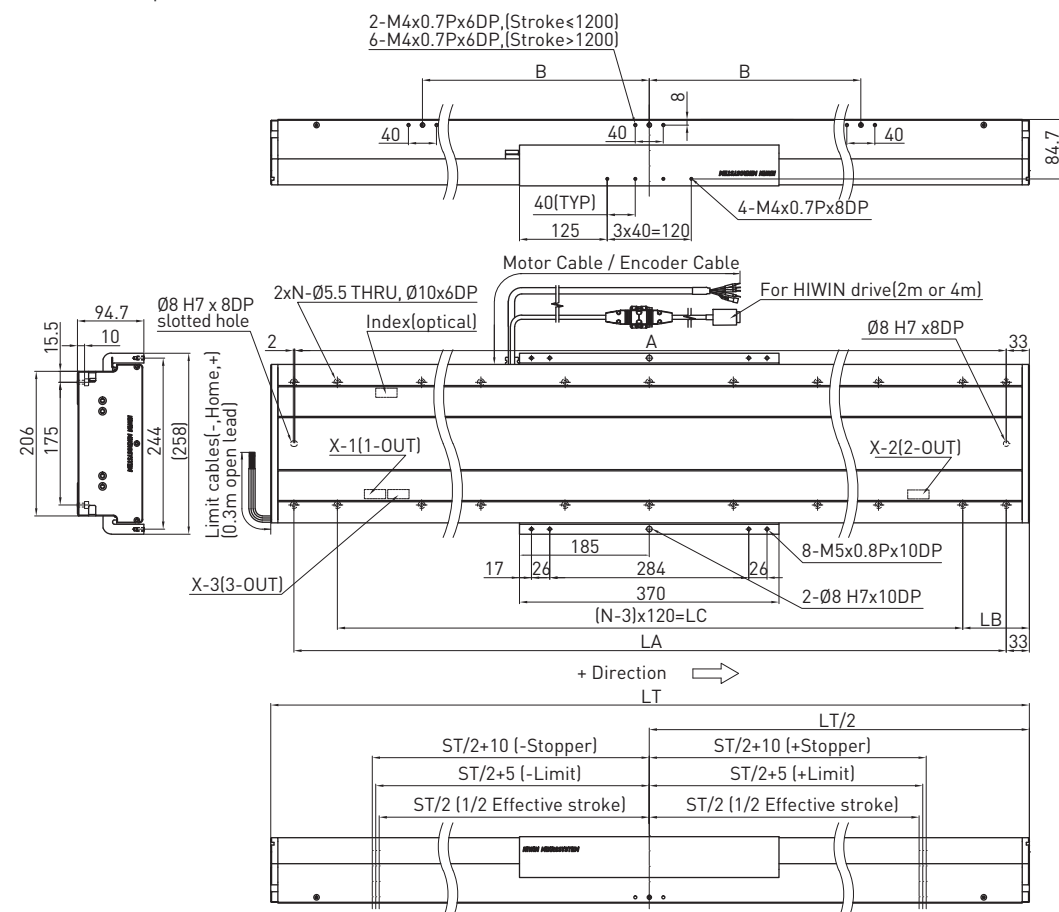 2-M4x0.7Px6DP,(Stroke≤1200)
6-M4x0.7Px6DP,(Stroke>1200)
B
B
8
40
40
40
84.7
40(TYP)
125
3x40=120
4-M4x0.7Px8DP
Motor Cable / Encoder Cable
For HIWIN drive(2m or 4m)
2xN-Ø5.5 THRU, Ø10x6DP
Index(optical)
Ø8 H7 x 8DP
slotted hole
Ø8 H7 x8DP
94.7
10
15.5
2
A
33
206
175
244
(258)
Limit cables(-,Home,+)
(0.3m open lead)
X-1(1-OUT)
X-2(2-OUT)
X-3(3-OUT)
185
8-M5x0.8Px10DP
17
26
284
26
370
2-Ø8 H7x10DP
(N-3)x120=LC
LB
LA
33
+ Direction
LT
LT/2
ST/2+10 (-Stopper)
ST/2+10 (+Stopper)
ST/2+5 (-Limit)
ST/2+5 (+Limit)
ST/2 (1/2 Effective stroke)
ST/2 (1/2 Effective stroke)
HIWIN MIKROSYSTEM